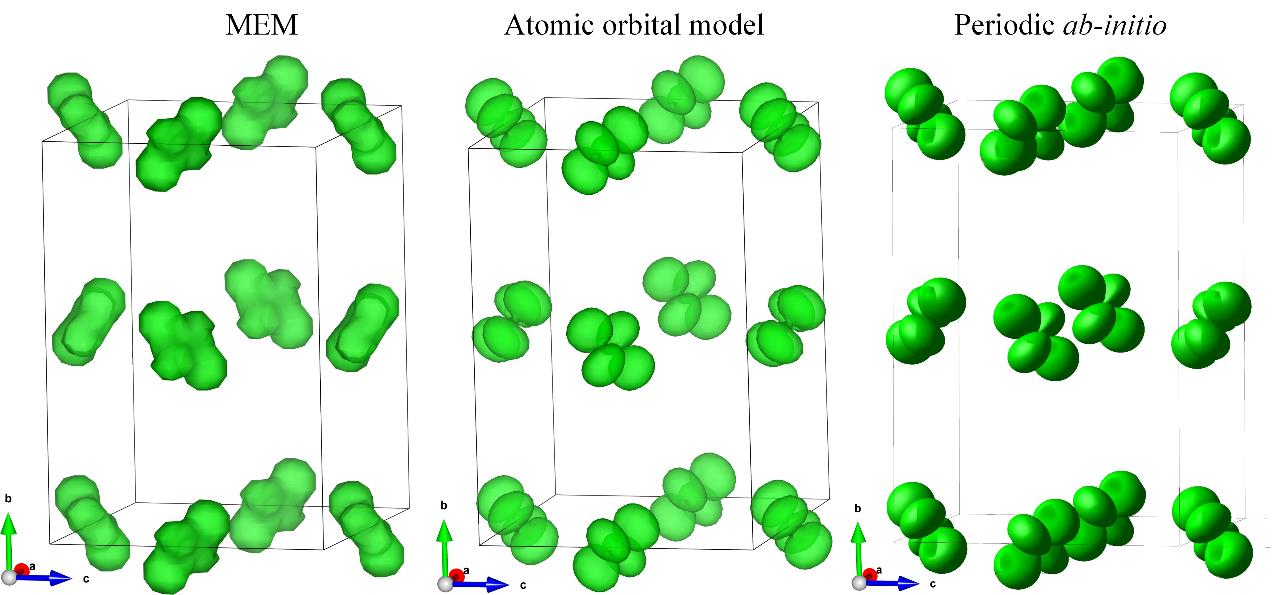 MEM Atomic orbital model Periodic ab-initio
b b b
a a a
c c c